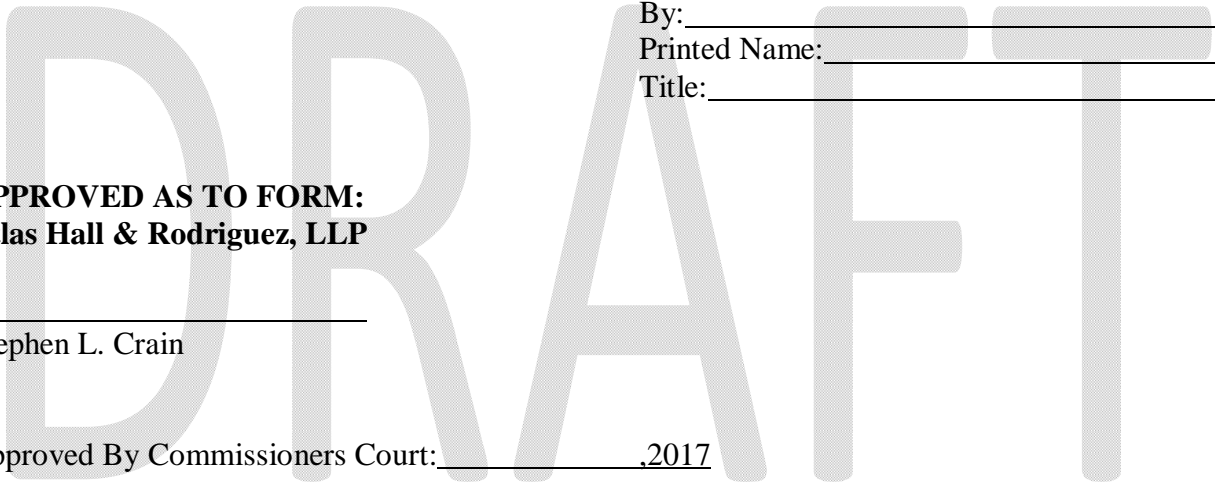 By:
Printed Name:
Title:
PPROVED AS TO FORM:
las Hall & Rodriguez, LLP
ephen L. Crain
pproved By Commissioners Court: ,2017
DRAFT